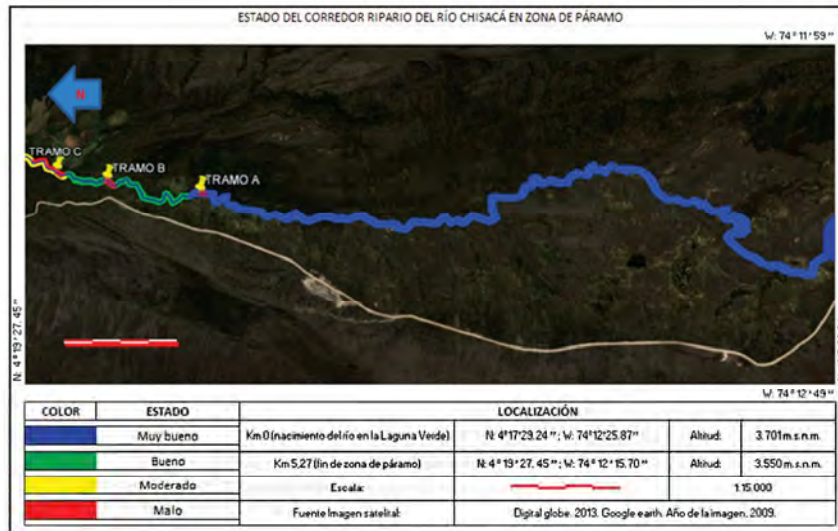 ESTADO DEL CORREDOR RIPARIO DEL RÍO CHISACÁ EN ZONA DE PÁRAMO
W: 74°11'59"
N
TRAMO C
TRAMO B
TRAMO A
N: 4°19'27.45"
W: 74°12'49"
COLOR ESTADO LOCALIZACIÓN
Muy bueno Km 0 (nacimiento del río en la Laguna Verde) N: 4°17'29.24"; W: 74°12'25.87" Altitud: 3.701 m.s.n.m.
Bueno Km 5,27 (fin de zona de páramo) N: 4°19'27.45"; W: 74°12'15.70" Altitud: 3.550 m.s.n.m.
Moderado Escala: 1:15.000
Malo Fuente Imagen satelital: Digital globe. 2013. Google earth. Año de la imagen, 2009.